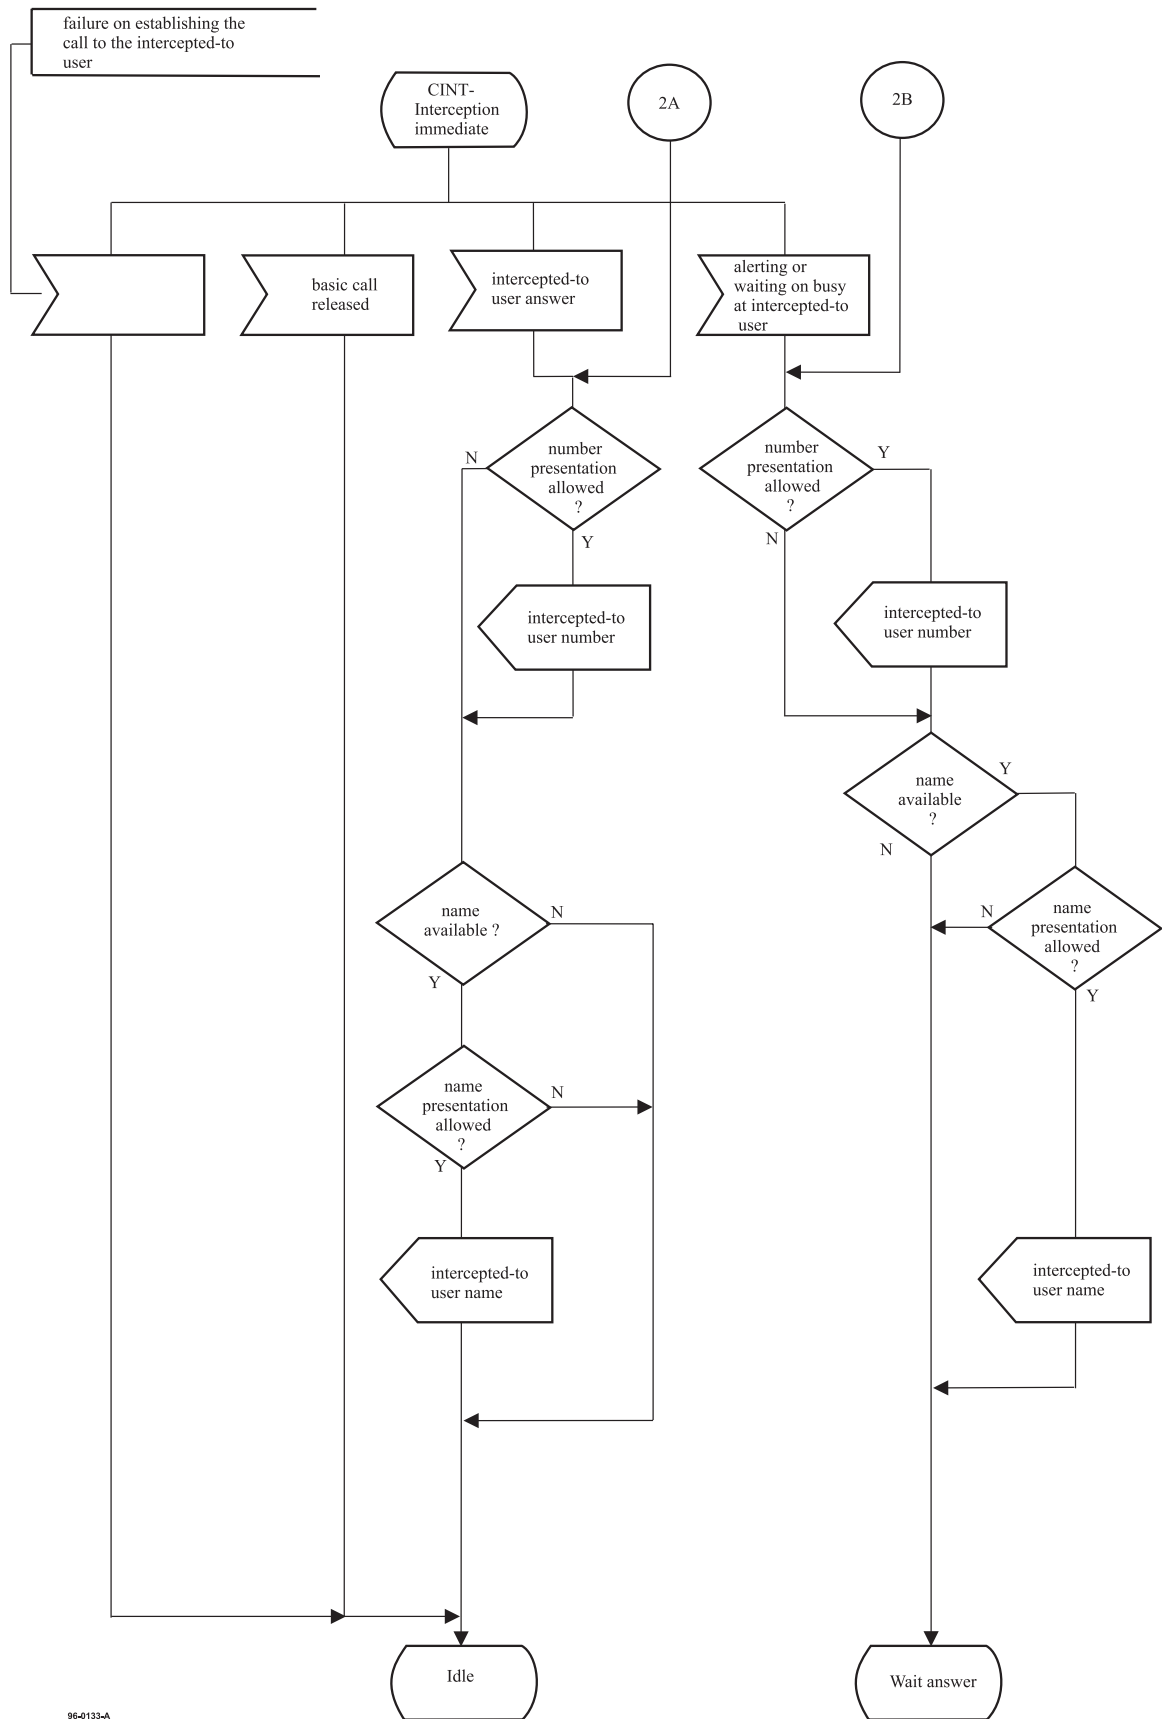 failure on establishing the
call to the intercepted-to
user
CINT-
Interception
immediate
2A
2B
basic call
released
intercepted-to
user answer
alerting or
waiting on busy
at intercepted-to
user
N
number
presentation
allowed
?
Y
number
presentation
allowed
?
Y
N
intercepted-to
user number
intercepted-to
user number
name
available
?
Y
N
name
available ?
N
Y
name
presentation
allowed
?
N
Y
name
presentation
allowed
?
N
Y
intercepted-to
user name
intercepted-to
user name
Idle
Wait answer
96-0133-A